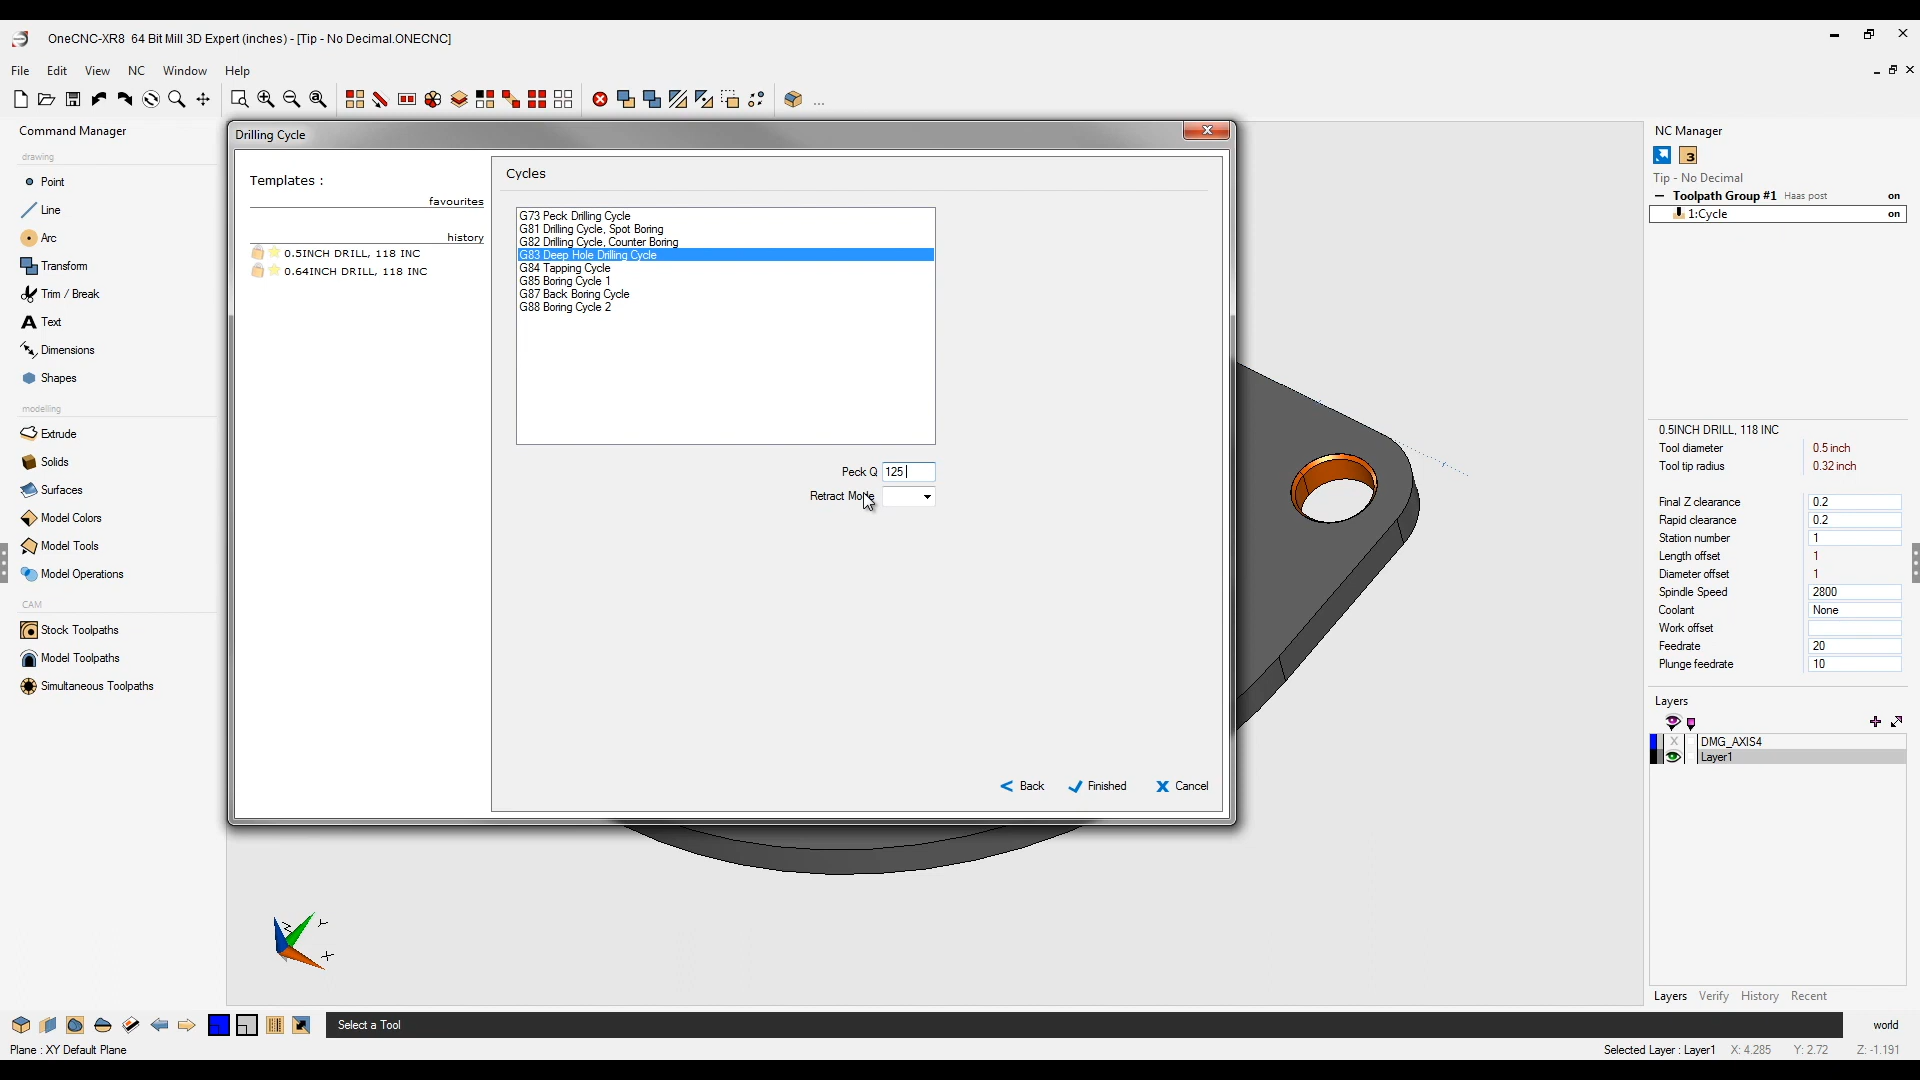 OneCNC-XR8 64 Bit Mill 3D Expert (inches) - [Tip - No Decimal.ONECNC]
File Edit View NC Window Help
Command Manager
drawing
Point
Line
Arc
Transform
Trim / Break
Text
Dimensions
Shapes
modelling
Extrude
Solids
Surfaces
Model Colors
Model Tools
Model Operations
CAM
Stock Toolpaths
Model Toolpaths
Simultaneous Toolpaths
Drilling Cycle
Templates :
favourites
history
0.5INCH DRILL, 118 INC
0.64INCH DRILL, 118 INC
Cycles
G73 Peck Drilling Cycle
G81 Drilling Cycle, Spot Boring
G82 Drilling Cycle, Counter Boring
G83 Deep Hole Drilling Cycle
G84 Tapping Cycle
G85 Boring Cycle 1
G87 Back Boring Cycle
G88 Boring Cycle 2
Peck Q 125
Retract Mode
Back Finished Cancel
NC Manager
3
Tip - No Decimal
Toolpath Group #1 Haas post on
1:Cycle on
0.5INCH DRILL, 118 INC
Tool diameter 0.5 inch
Tool tip radius 0.32 inch
Final Z clearance 0.2
Rapid clearance 0.2
Station number 1
Length offset 1
Diameter offset 1
Spindle Speed 2800
Coolant None
Work offset
Feedrate 20
Plunge feedrate 10
Layers
DMG_AXIS4
Layer1
Layers Verify History Recent
Z Y X
Select a Tool
world
Plane : XY Default Plane
Selected Layer : Layer1 X: 4.285 Y: 2.72 Z: -1.191